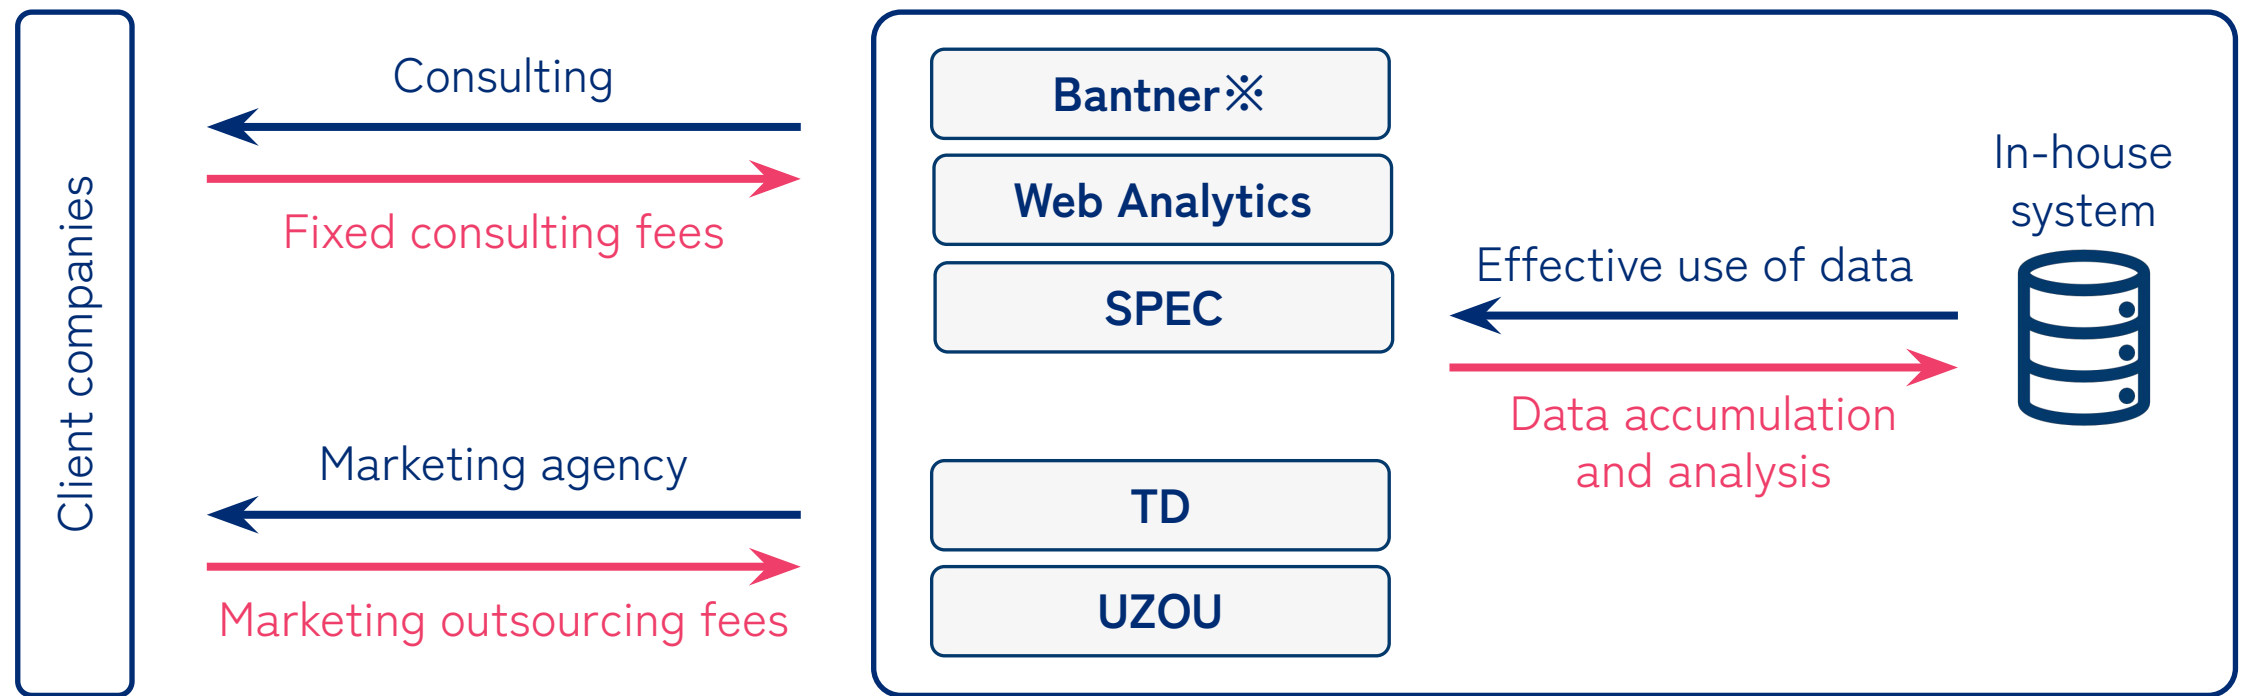 Client companies
Consulting
Fixed consulting fees
Marketing agency
Marketing outsourcing fees
Bantner※
Web Analytics
SPEC
TD
UZOU
Effective use of data
Data accumulation
and analysis
In-house
system